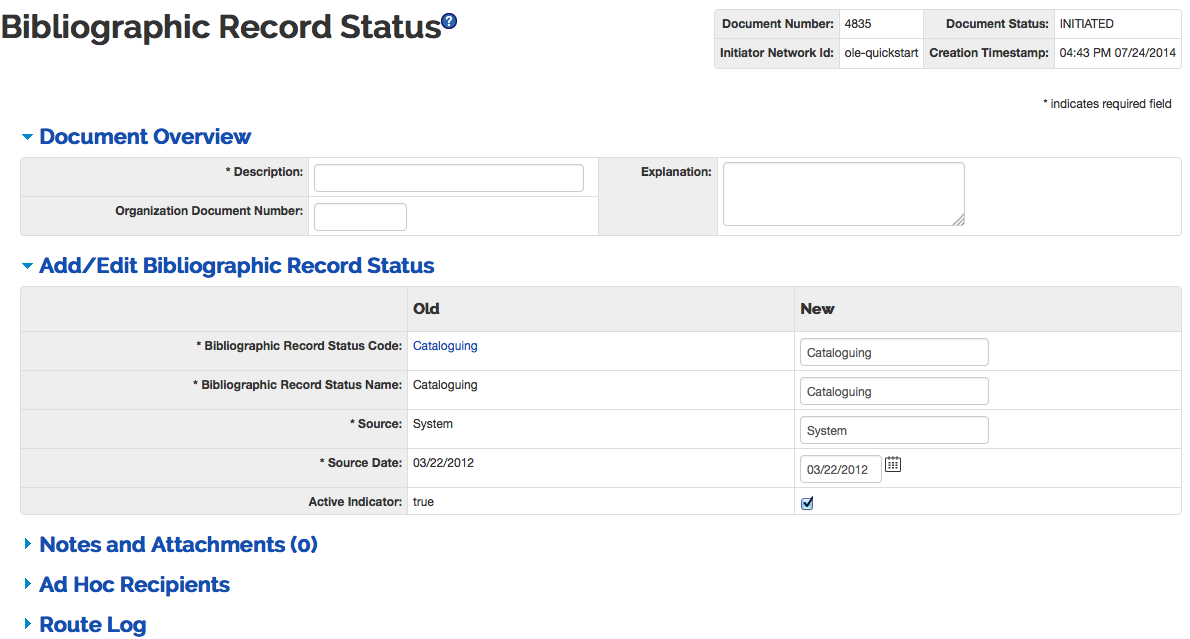 Bibliographic Record Status?
Document Number: 4835 Document Status: INITIATED
Initiator Network Id: ole-quickstart Creation Timestamp: 04:43 PM 07/24/2014
* indicates required field
Document Overview
* Description: Explanation:
Organization Document Number:
Add/Edit Bibliographic Record Status
Old New
* Bibliographic Record Status Code: Cataloguing Cataloguing
* Bibliographic Record Status Name: Cataloguing Cataloguing
* Source: System System
* Source Date: 03/22/2012 03/22/2012
Active Indicator: true
Notes and Attachments (0)
Ad Hoc Recipients
Route Log